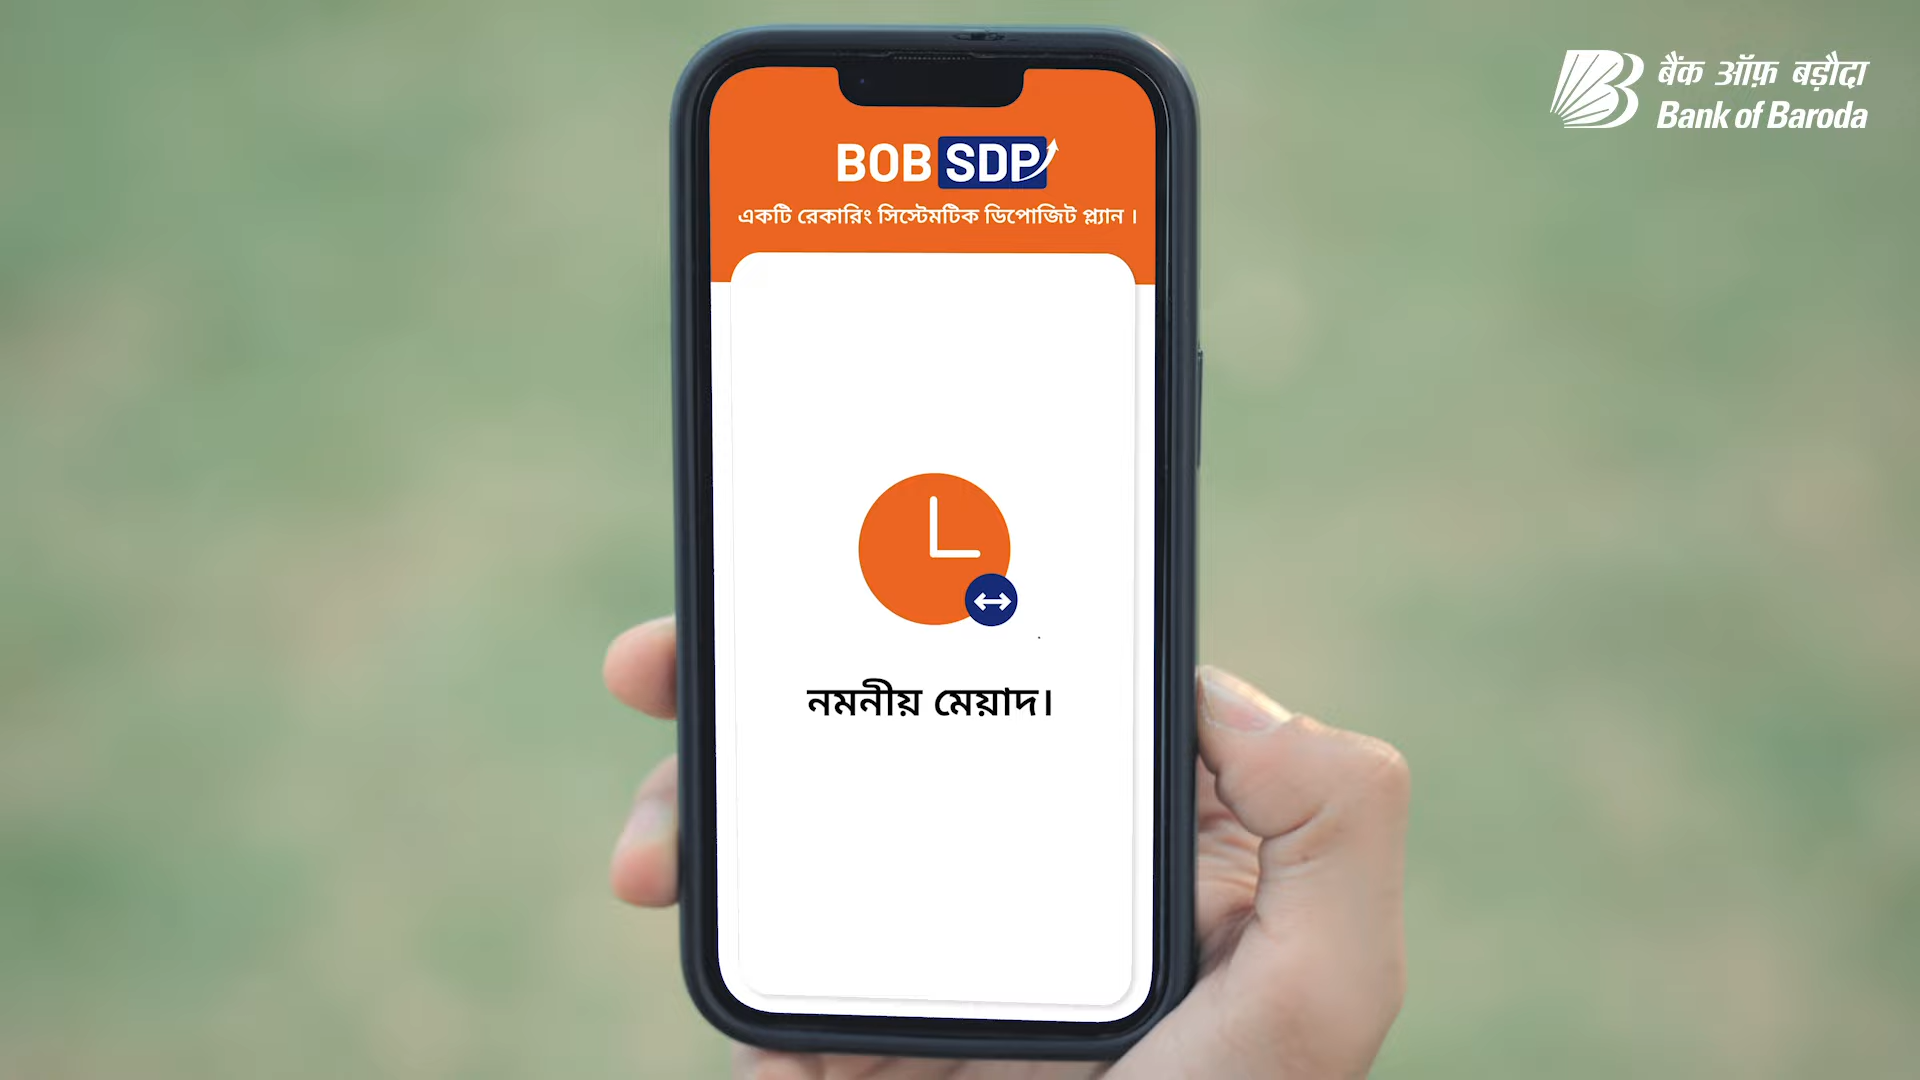 बैंक ऑफ़ बड़ौदा
Bank of Baroda
BOB SDP
একটি রেকারিং সিস্টেমটিক ডিপোজিট প্ল্যান ।
নমনীয় মেয়াদ।